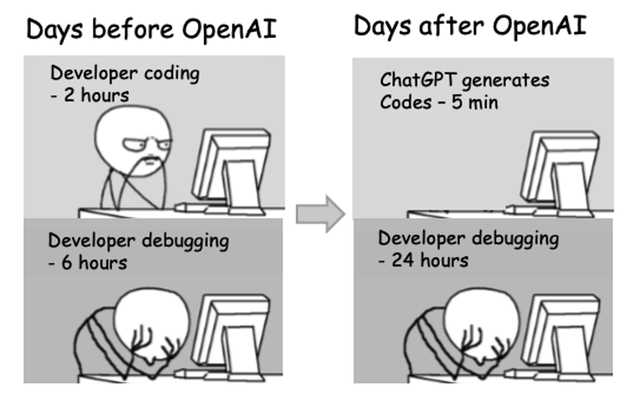 Days before OpenAI
Developer coding
- 2 hours
Developer debugging
- 6 hours
Days after OpenAI
ChatGPT generates
Codes – 5 min
Developer debugging
- 24 hours